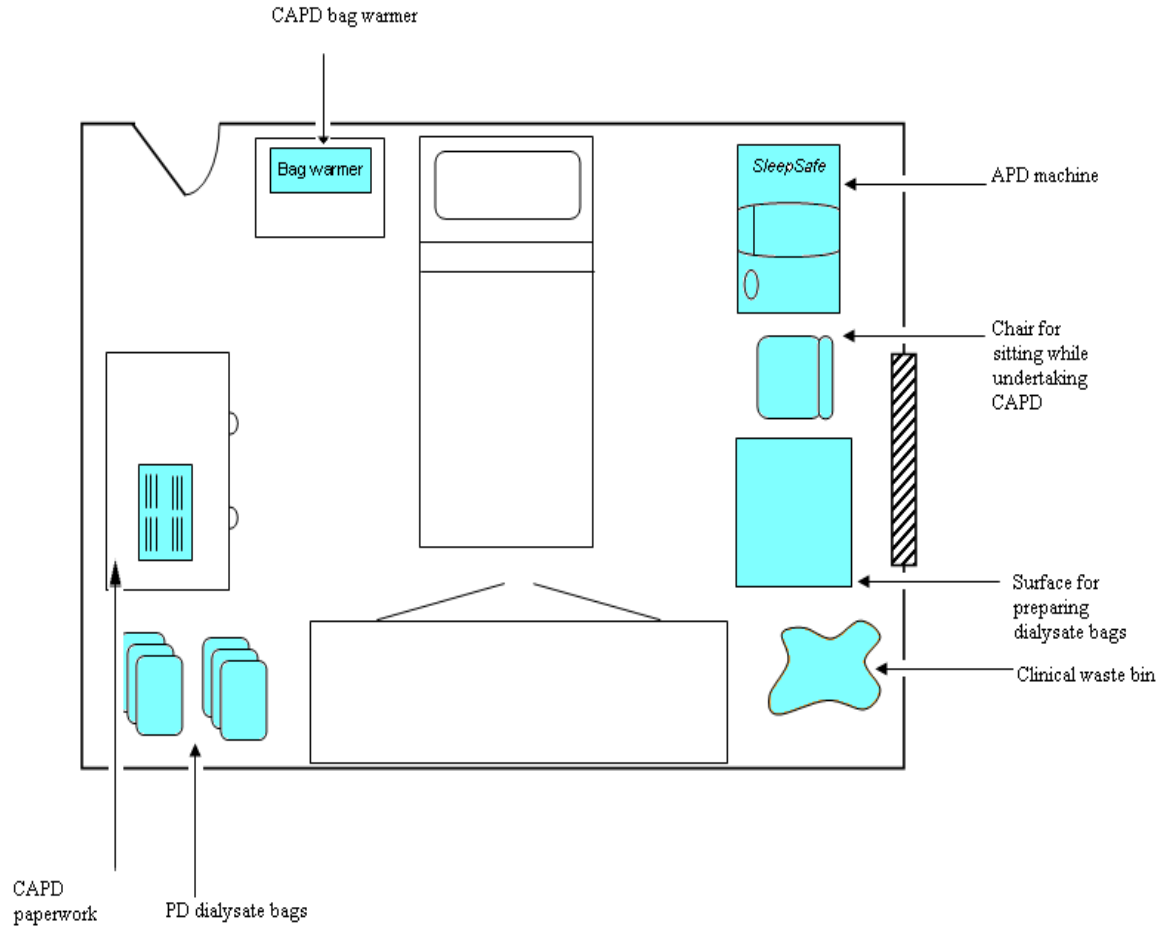 CAPD bag warmer
Bag warmer
SleepSafe
APD machine
Chair for
sitting while
undertaking
CAPD
Surface for
preparing
dialysate bags
Clinical waste bin
CAPD
paperwork
PD dialysate bags